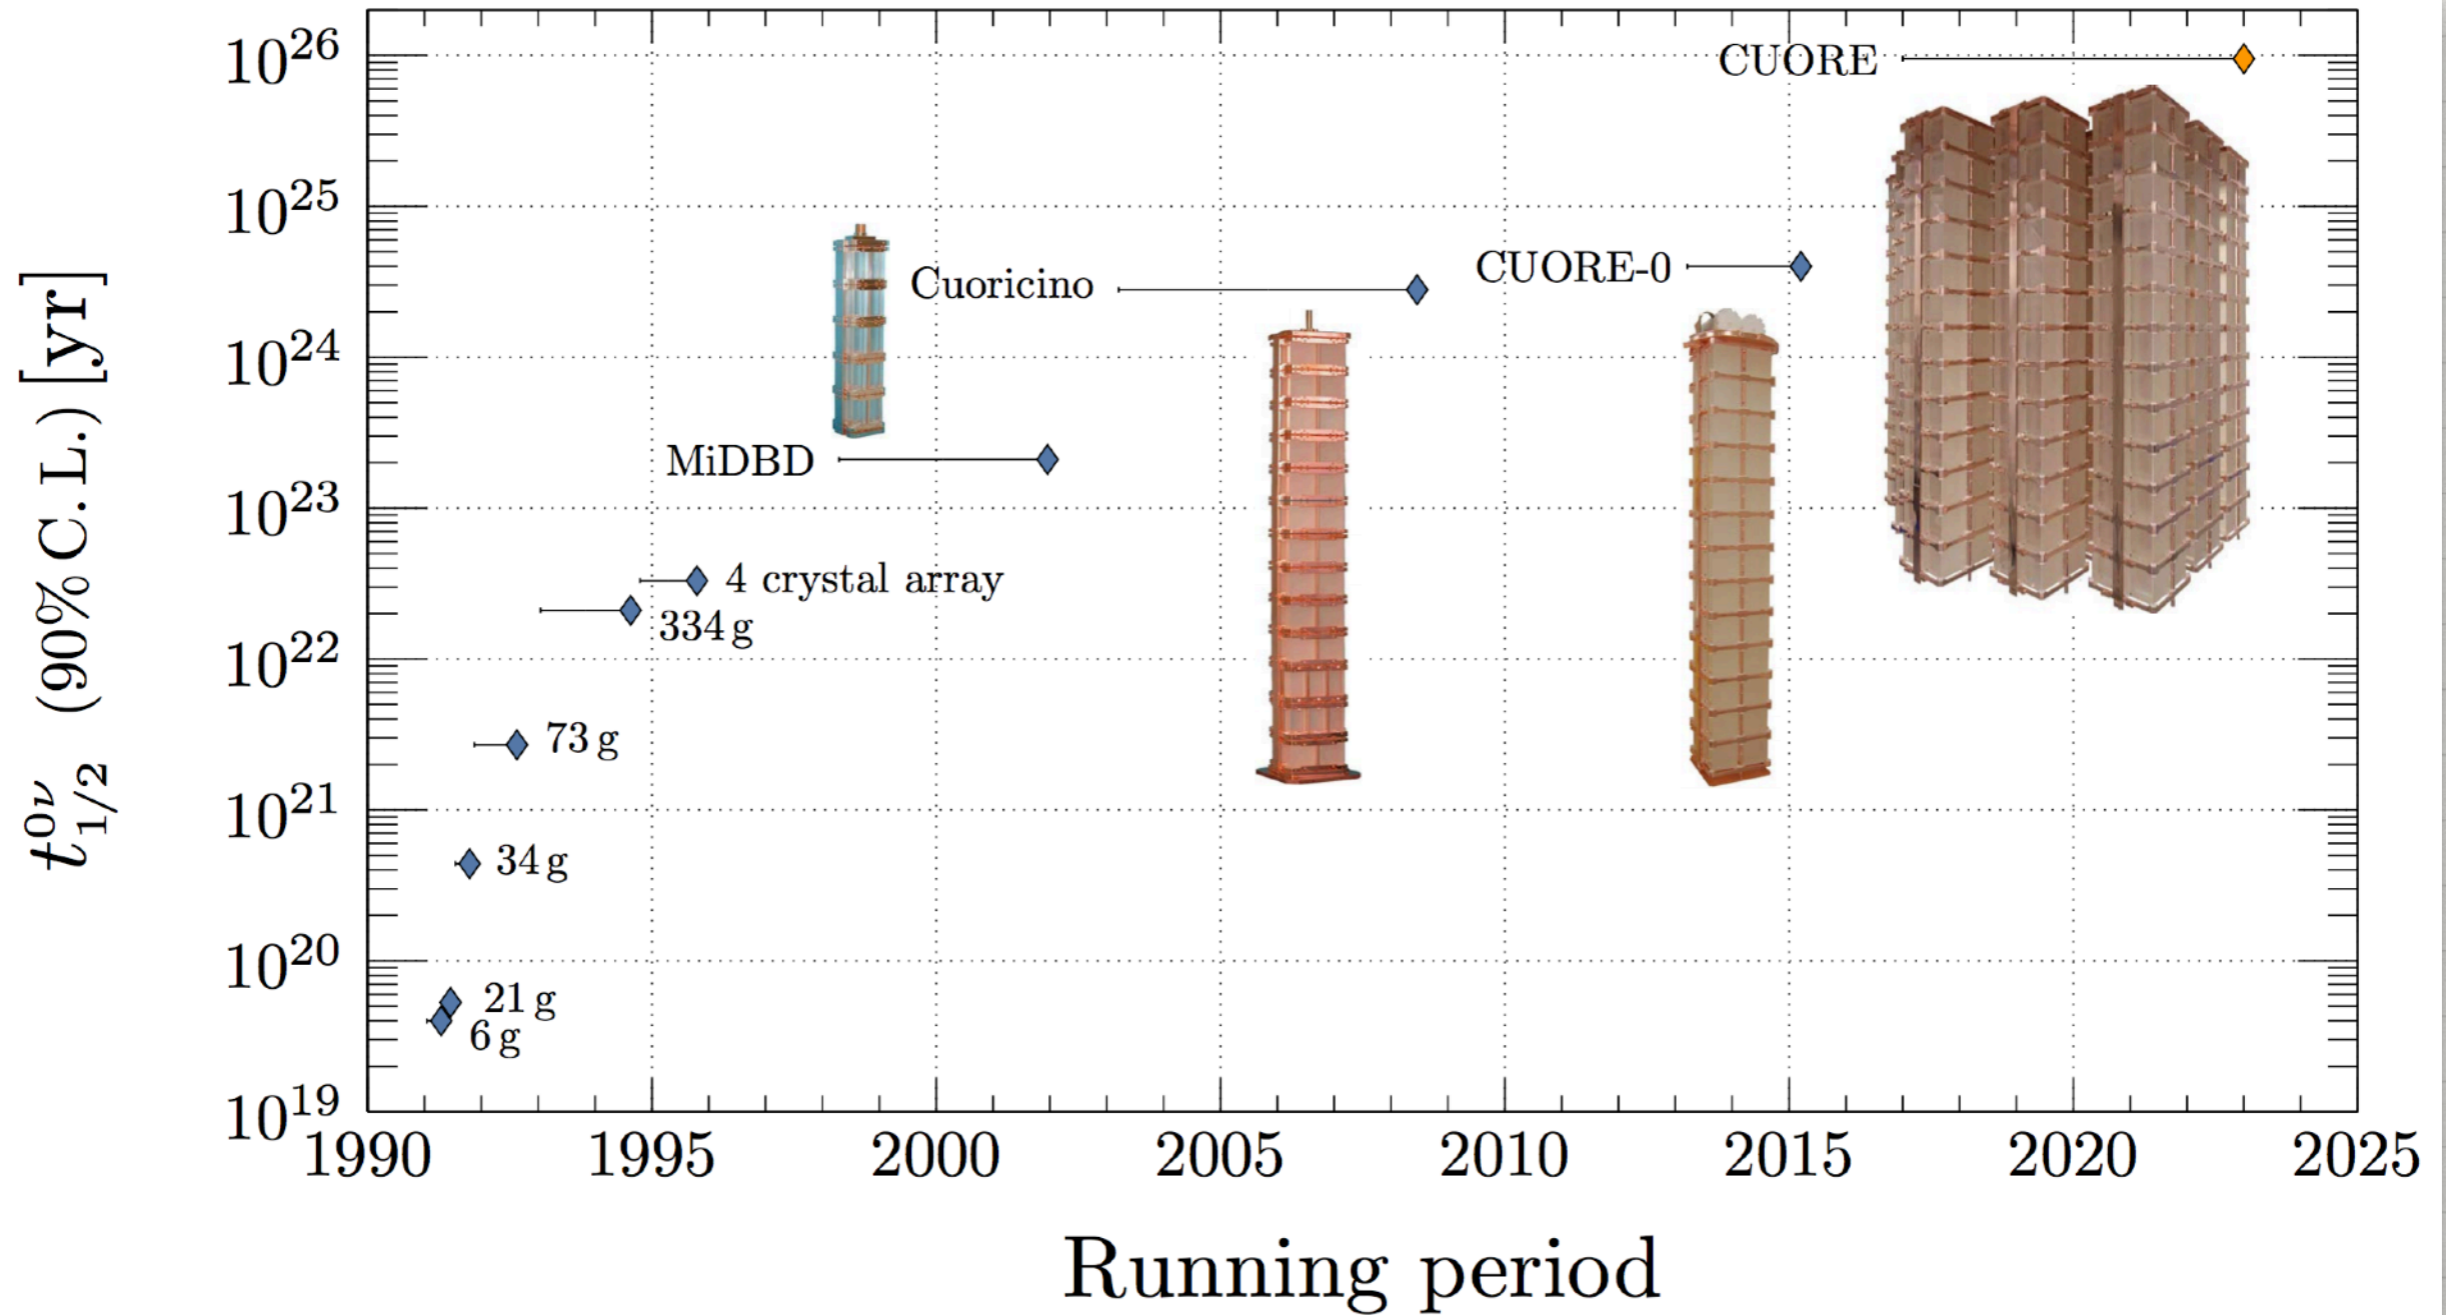 10^26
CUORE
10^25
Cuoricino
CUORE-0
10^24
MiDBD
10^23
4 crystal array
334 g
10^22
73 g
10^21
34 g
10^20
21 g
6 g
10^19
t_{1/2}^{0ν} (90% C.L.) [yr]
1990 1995 2000 2005 2010 2015 2020 2025
Running period